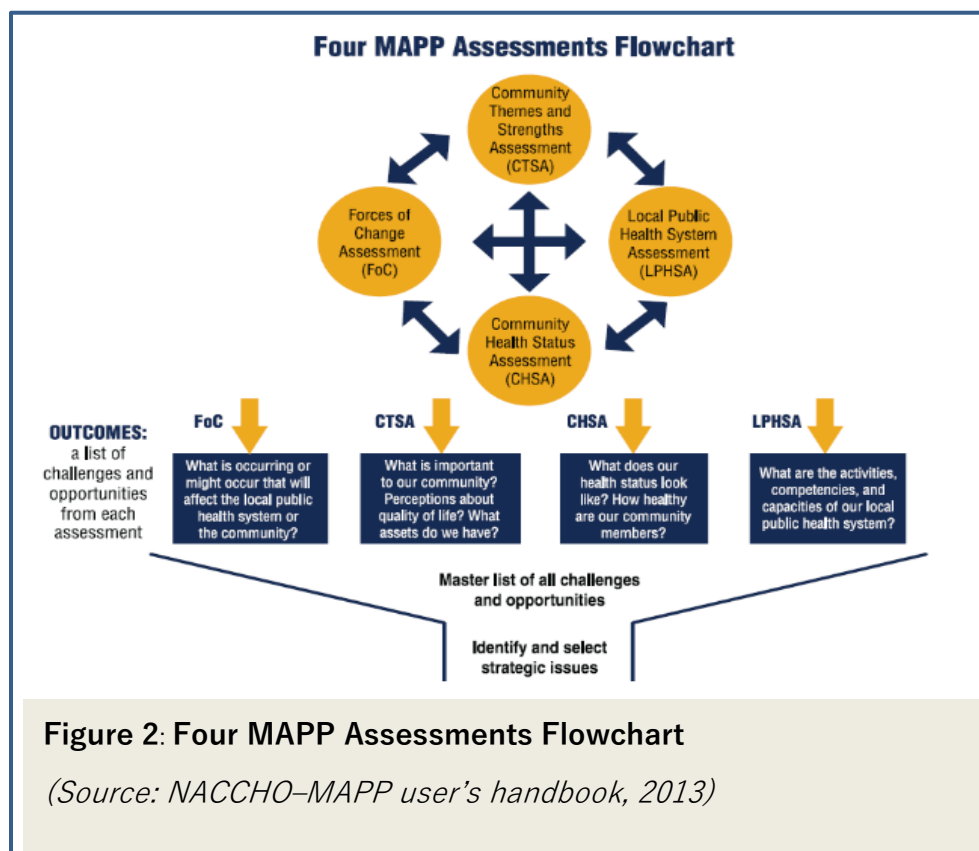 Four MAPP Assessments Flowchart
Community
Themes and
Strengths
Assessment
(CTSA)
Forces of
Change
Assessment
(FoC)
Local Public
Health System
Assessment
(LPHSA)
Community
Health Status
Assessment
(CHSA)
OUTCOMES:
a list of
challenges and
opportunities
from each
assessment
FoC
What is occurring or
might occur that will
affect the local public
health system or
the community?
CTSA
What is important
to our community?
Perceptions about
quality of life? What
assets do we have?
CHSA
What does our
health status look
like? How healthy
are our community
members?
LPHSA
What are the activities,
competencies, and
capacities of our local
public health system?
Master list of all challenges
and opportunities
Identify and select
strategic issues
Figure 2: Four MAPP Assessments Flowchart
(Source: NACCHO–MAPP user’s handbook, 2013)